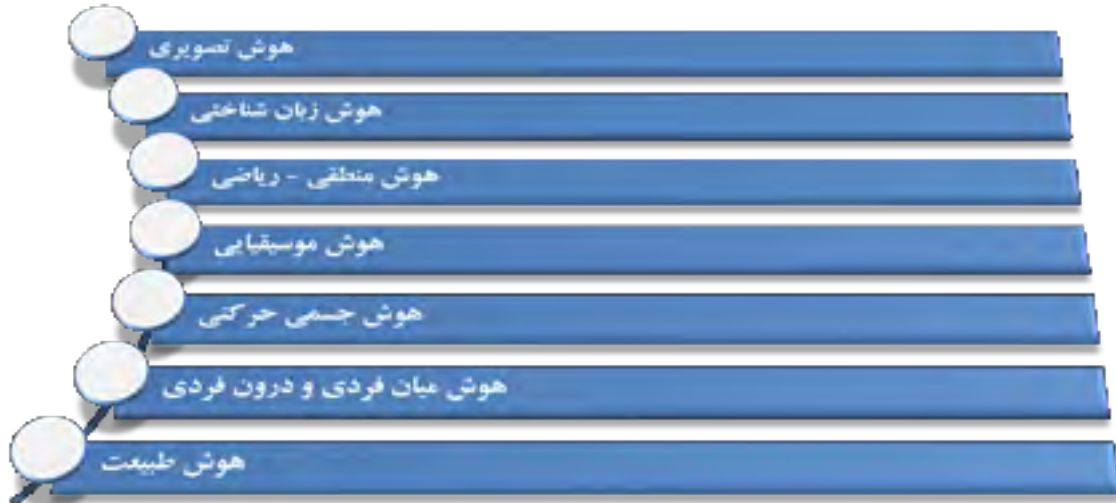 هوش تصویری
هوش زبان شناختی
هوش منطقی - ریاضی
هوش موسیقیایی
هوش جسمی حرکتی
هوش میان فردی و درون فردی
هوش طبیعت